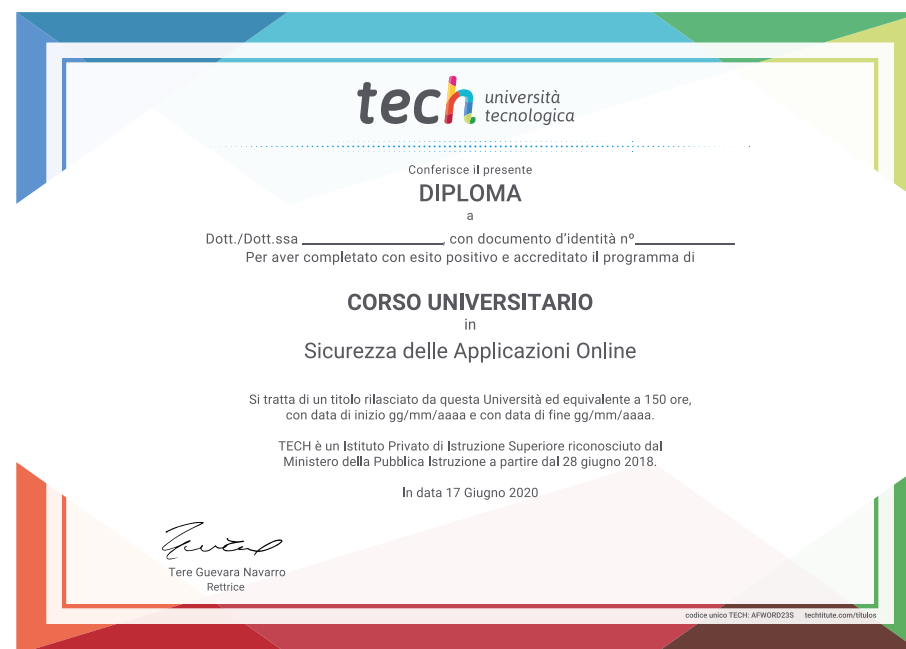 tech università
tecnologica
Conferisce il presente
DIPLOMA
a
Dott./Dott.ssa ____________________, con documento d'identità nº______________
Per aver completato con esito positivo e accreditato il programma di
CORSO UNIVERSITARIO
in
Sicurezza delle Applicazioni Online
Si tratta di un titolo rilasciato da questa Università ed equivalente a 150 ore,
con data di inizio gg/mm/aaaa e con data di fine gg/mm/aaaa.
TECH è un Istituto Privato di Istruzione Superiore riconosciuto dal
Ministero della Pubblica Istruzione a partire dal 28 giugno 2018.
In data 17 Giugno 2020
Tere Guevara Navarro
Rettrice
codice unico TECH: AFWORD23S techtitute.com/titulos